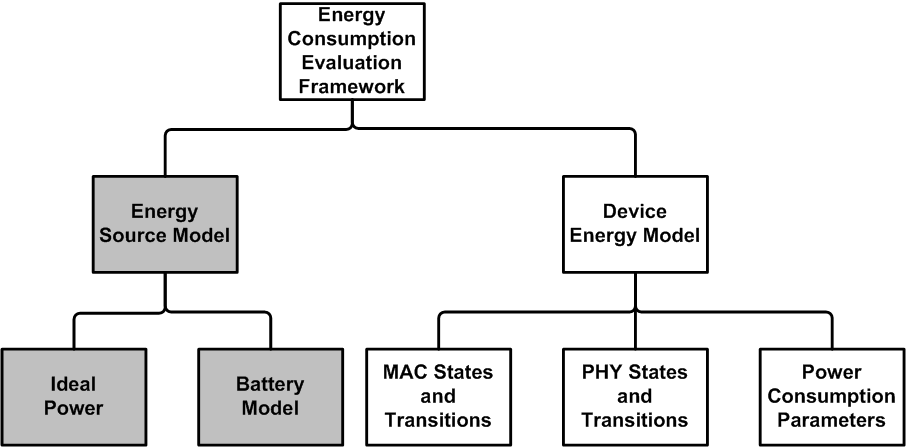 Energy
Consumption
Evaluation
Framework
Energy
Source Model
Device
Energy Model
Ideal
Power
Battery
Model
MAC States
and
Transitions
PHY States
and
Transitions
Power
Consumption
Parameters